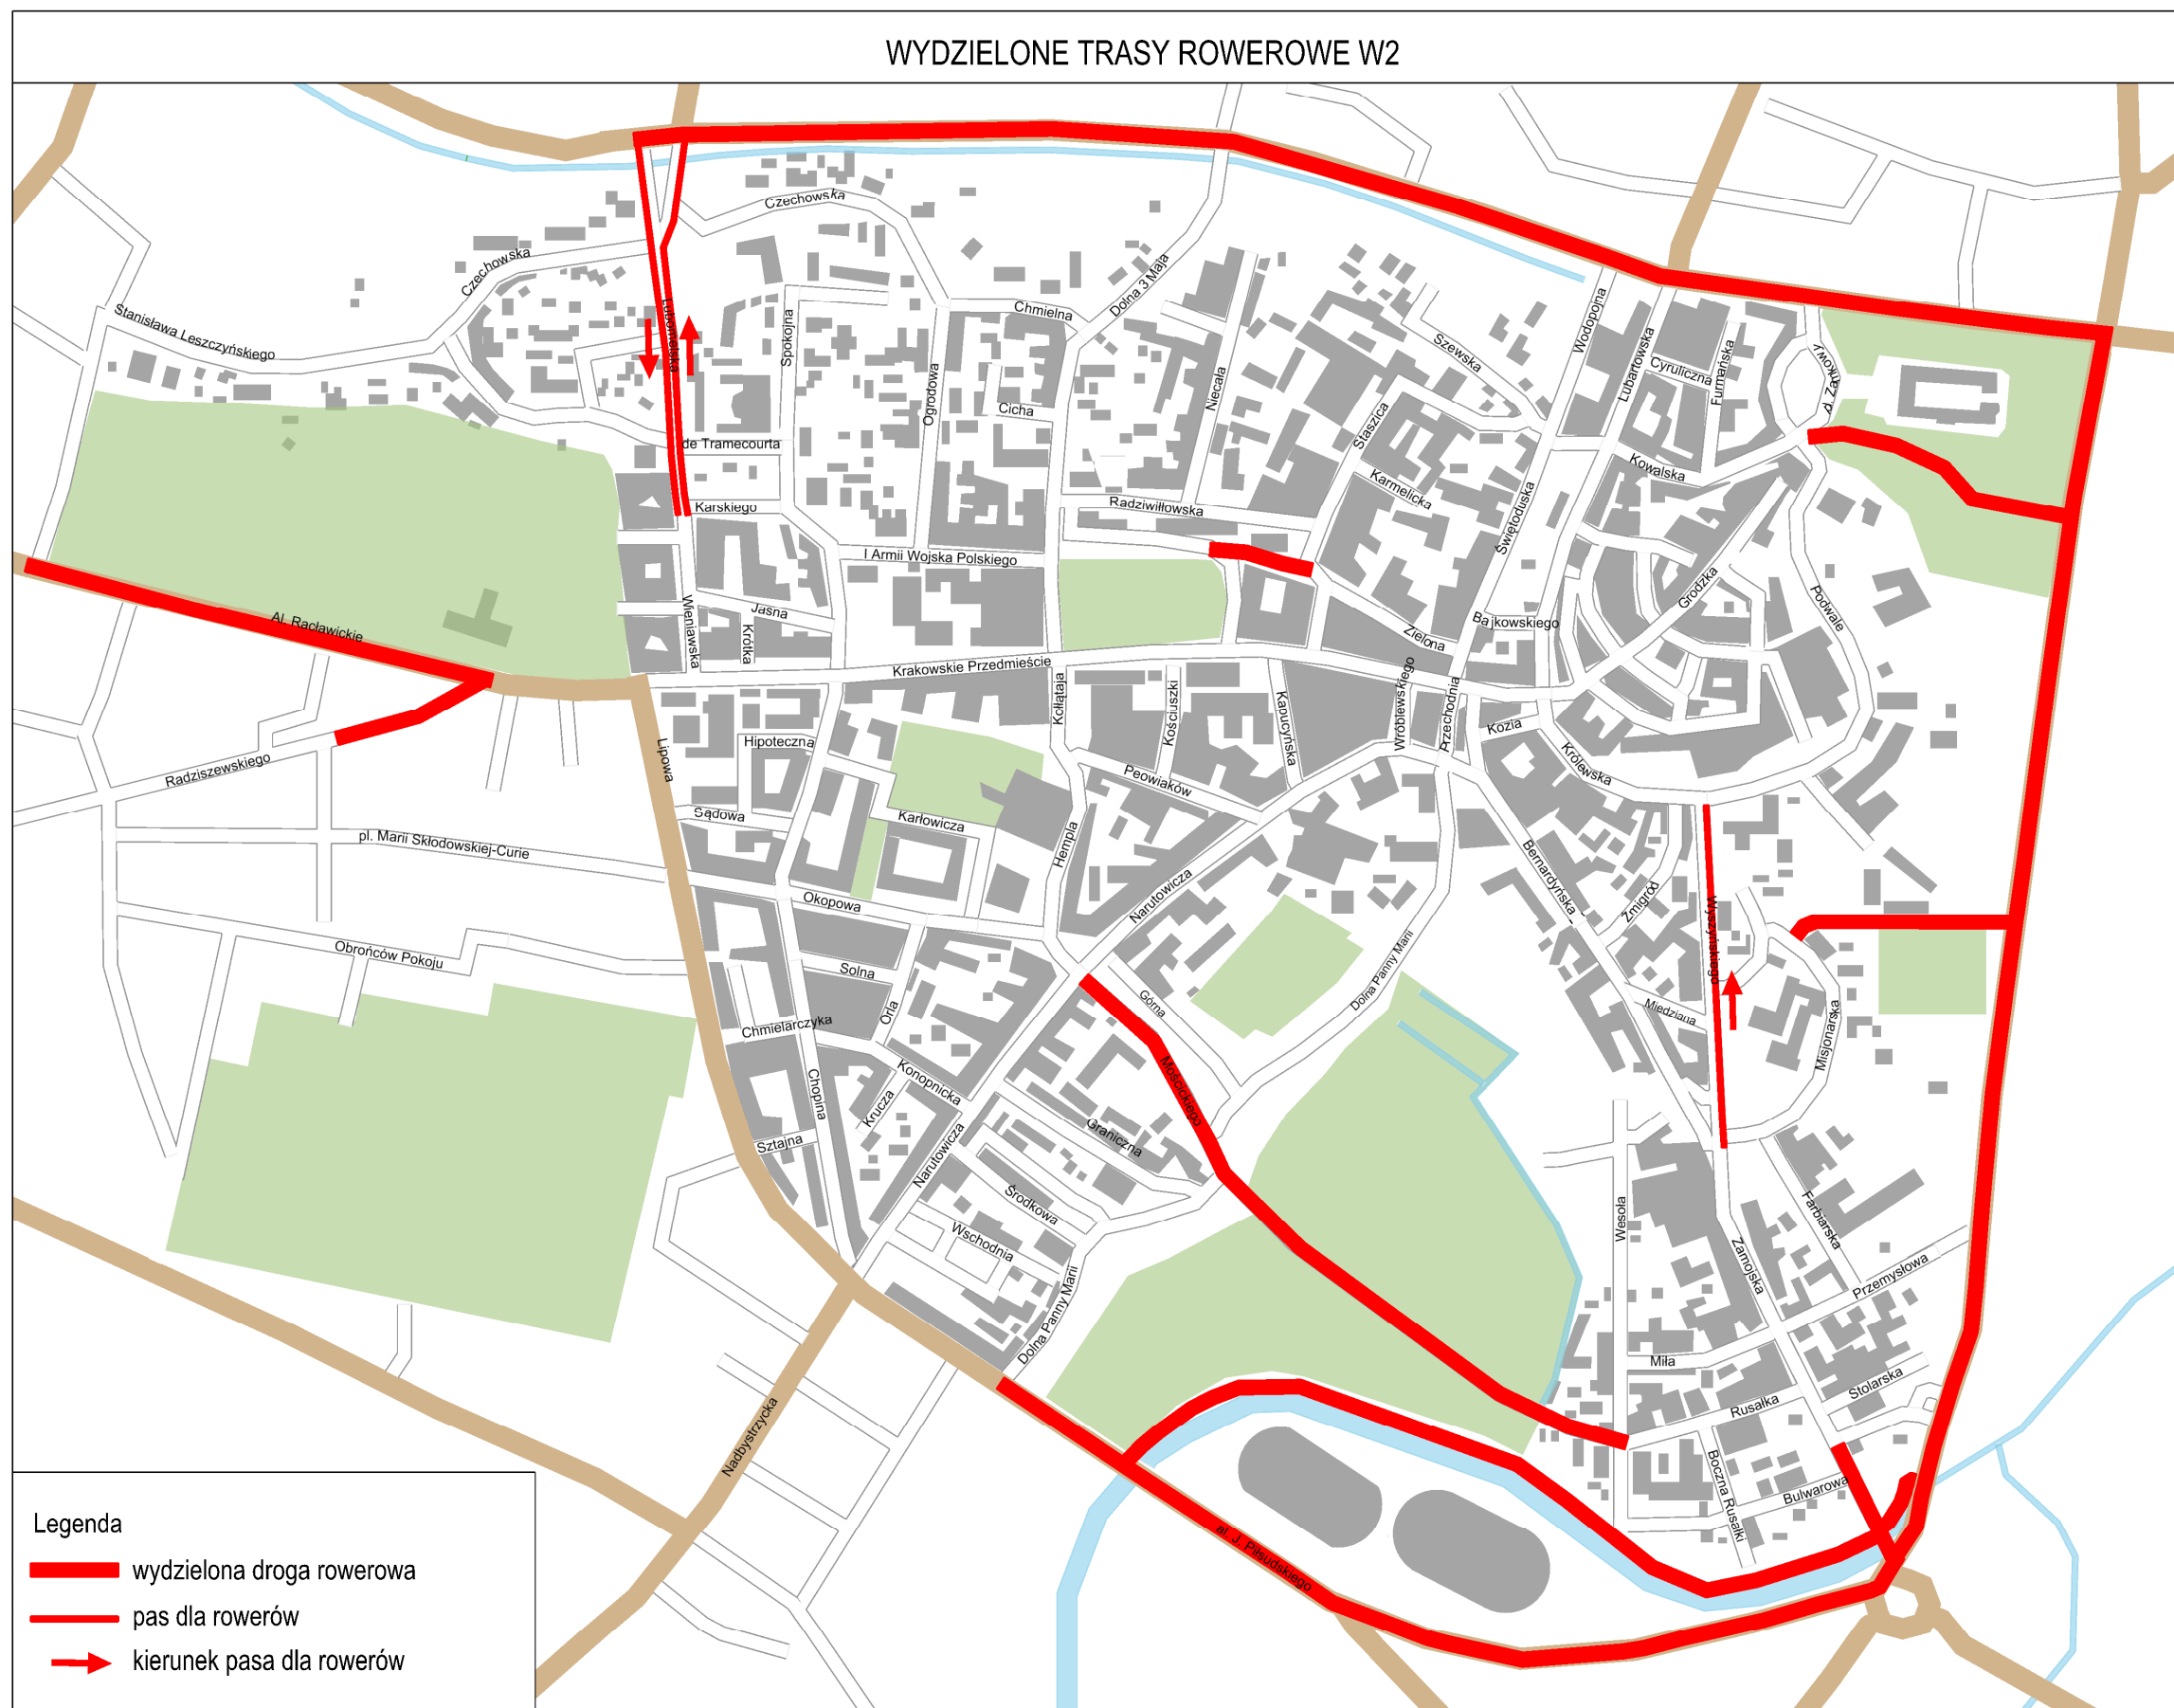 WYDZIELONE TRASY ROWEROWE W2
Czechowska
Czechowska
Stanisława Leszczyńskiego
Lubomelska
Spokojna
Chmielna
Dolna 3 Maja
Ogrodowa
Cicha
Niecała
Szewska
Wodopojna
Lubartowska
Cyruliczna
Furmańska
pl. Zamkowy
Staszica
Karmelicka
Kowalska
de Tramecourta
Karskiego
Radziwiłłowska
Świętoduska
I Armii Wojska Polskiego
Grodzka
Podwale
Al. Racławickie
Wieniawska
Jasna
Krótka
Zielona
Bajkowskiego
Krakowskie Przedmieście
Kołłątaja
Kościuszki
Kapucyńska
Wróblewskiego
Przechodnia
Kozia
Królewska
Radziszewskiego
Lipowa
Hipoteczna
Peowiaków
Sądowa
Karłowicza
Hempla
pl. Marii Skłodowskiej-Curie
Narutowicza
Bernardyńska
Żmigród
Wyszyńskiego
Okopowa
Obrońców Pokoju
Solna
Orla
Górna
Dolna Panny Marii
Miedziana
Misjonarska
Chmielarczyka
Chopina
Konopnicka
Krucza
Mościckiego
Graniczna
Sztajna
Narutowicza
Środkowa
Wschodnia
Dolna Panny Marii
Wesoła
Farbiarska
Zamojska
Przemysłowa
Miła
Stolarska
Rusałka
Nadbystrzycka
Boczna Rusałki
Bulwarowa
al. J. Piłsudskiego
Legenda
wydzielona droga rowerowa
pas dla rowerów
kierunek pasa dla rowerów